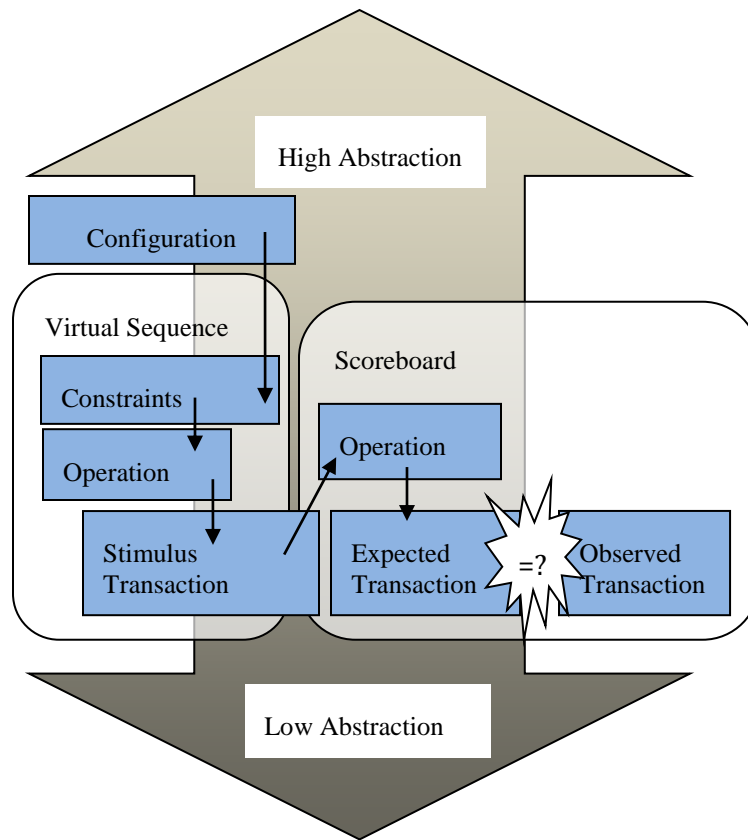 High Abstraction
Configuration
Virtual Sequence
Constraints
Operation
Stimulus
Transaction
Scoreboard
Operation
Expected
Transaction
=?
Observed
Transaction
Low Abstraction